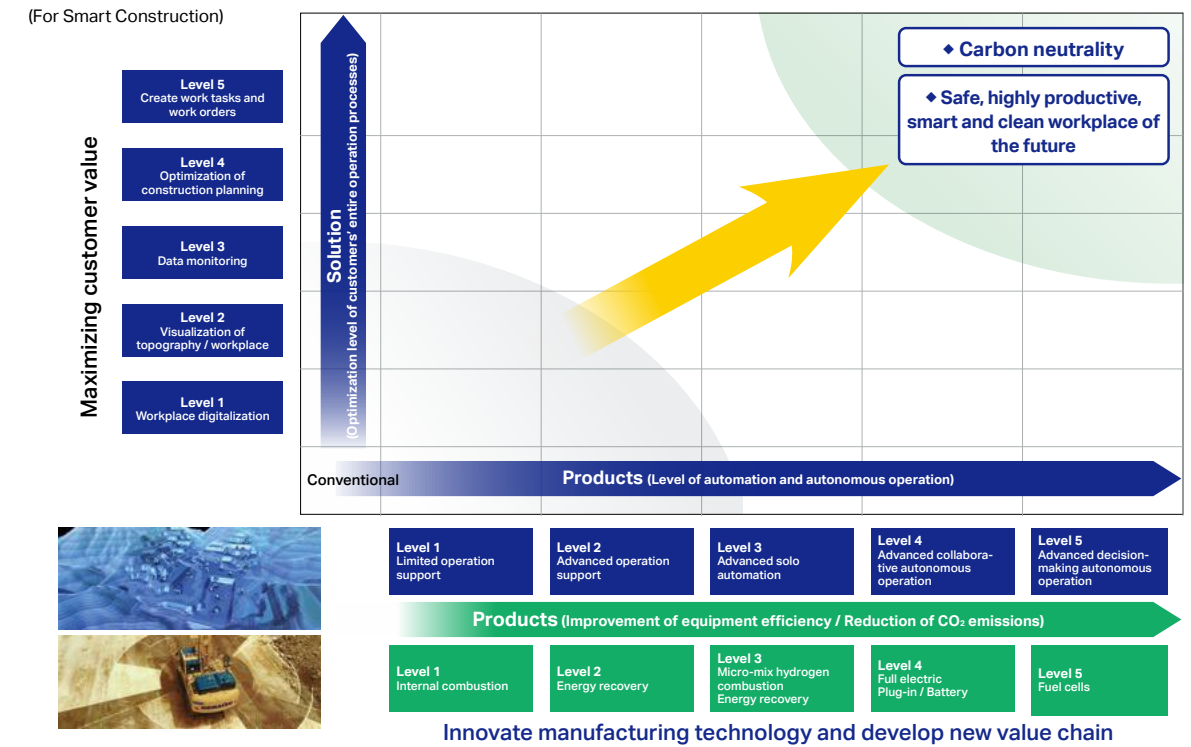 (For Smart Construction)
◆ Carbon neutrality
◆ Safe, highly productive,
smart and clean workplace of
the future
Maximizing customer value
Level 5
Create work tasks and
work orders
Level 4
Optimization of
construction planning
Level 3
Data monitoring
Level 2
Visualization of
topography / workplace
Level 1
Workplace digitalization
Solution
(Optimization level of customers' entire operation processes)
Conventional
Products (Level of automation and autonomous operation)
Level 1
Limited operation
support
Level 2
Advanced operation
support
Level 3
Advanced solo
automation
Level 4
Advanced collabora-
tive autonomous
operation
Level 5
Advanced decision-
making autonomous
operation
Products (Improvement of equipment efficiency / Reduction of CO₂ emissions)
Level 1
Internal combustion
Level 2
Energy recovery
Level 3
Micro-mix hydrogen
combustion
Energy recovery
Level 4
Full electric
Plug-in / Battery
Level 5
Fuel cells
Innovate manufacturing technology and develop new value chain